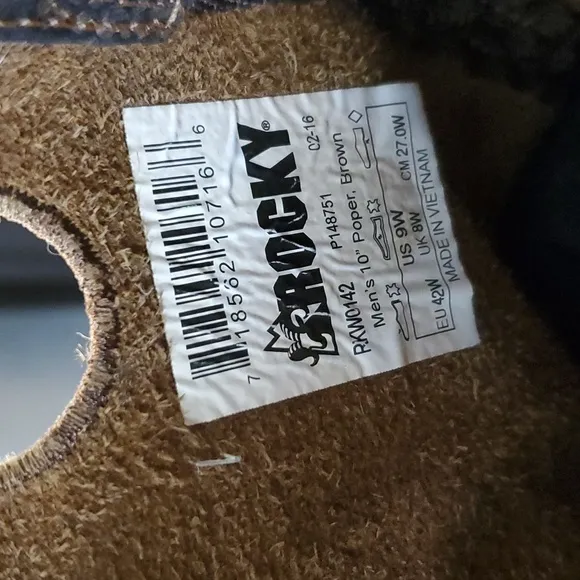 7 18562 10716 6
ROCKY®
RKW0142 P148751 02-16
Men's 10" Poper, Brown
US 9W CM 27.0W
EU 42W UK 8W
MADE IN VIETNAM